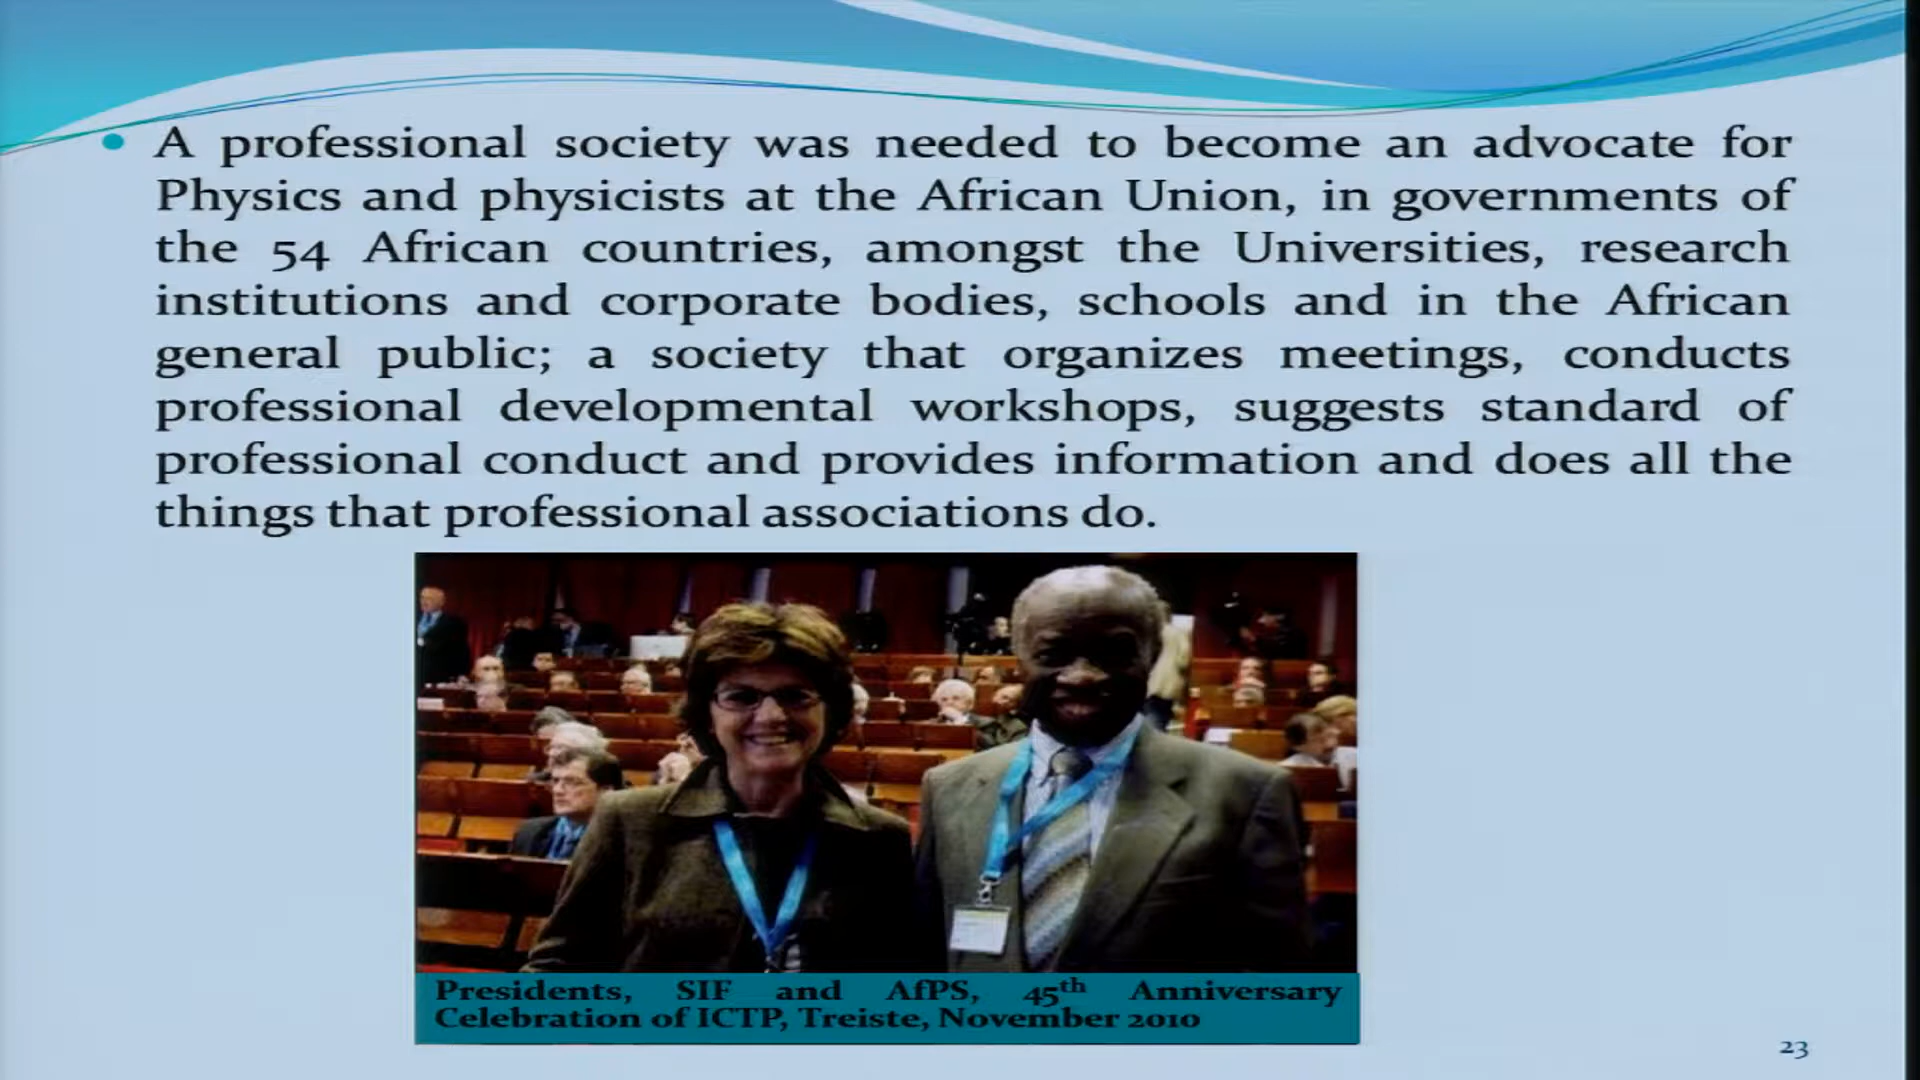 • A professional society was needed to become an advocate for
Physics and physicists at the African Union, in governments of
the 54 African countries, amongst the Universities, research
institutions and corporate bodies, schools and in the African
general public; a society that organizes meetings, conducts
professional developmental workshops, suggests standard of
professional conduct and provides information and does all the
things that professional associations do.
Presidents, SIF and AfPS, 45th Anniversary
Celebration of ICTP, Treiste, November 2010
23